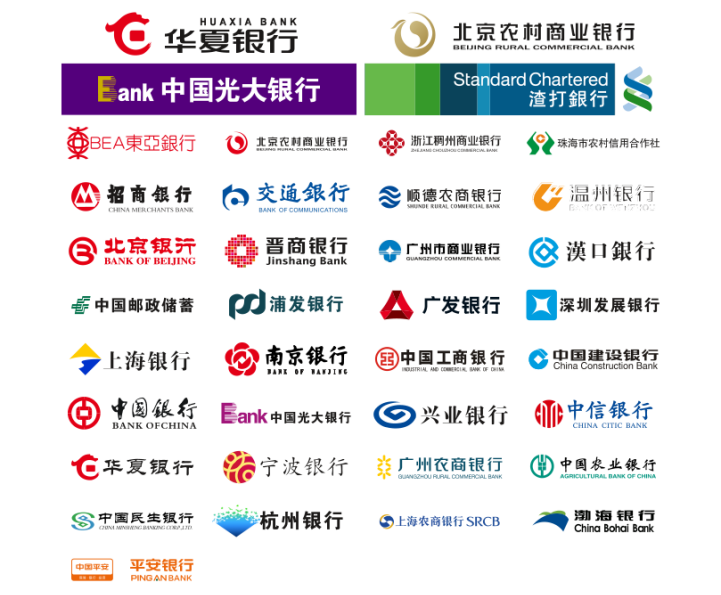 HUAXIA BANK
华夏银行
北京农村商业银行
BEIJING RURAL COMMERCIAL BANK
Bank 中国光大银行
Standard Chartered
渣打銀行
BEA東亞銀行
北京农村商业银行
BEIJING RURAL COMMERCIAL BANK
浙江稠州商业银行
ZHEJIANG CHOUZHOU COMMERCIAL BANK
珠海市农村信用合作社
招商银行
CHINA MERCHANTS BANK
交通銀行
BANK OF COMMUNICATIONS
顺德农商银行
SHUNDE RURAL COMMERCIAL BANK
温州银行
BANK OF WENZHOU
北京银行
BANK OF BEIJING
晋商银行
Jinshang Bank
广州市商业银行
GUANGZHOU COMMERCIAL BANK
漢口銀行
中国邮政储蓄
浦发银行
广发银行
深圳发展银行
上海银行
南京银行
BANK OF NANJING
中国工商银行
INDUSTRIAL AND COMMERCIAL BANK OF CHINA
中国建设银行
China Construction Bank
中國銀行
BANK OF CHINA
Bank 中国光大银行
兴业银行
中信银行
CHINA CITIC BANK
华夏银行
宁波银行
广州农商银行
GUANGZHOU RURAL COMMERCIAL BANK
中国农业银行
AGRICULTURAL BANK OF CHINA
中国民生银行
CHINA MINSHENG BANKING CORP.,LTD.
杭州银行
上海农商银行 SRCB
渤海银行
China Bohai Bank
中国平安
平安银行
PING AN BANK